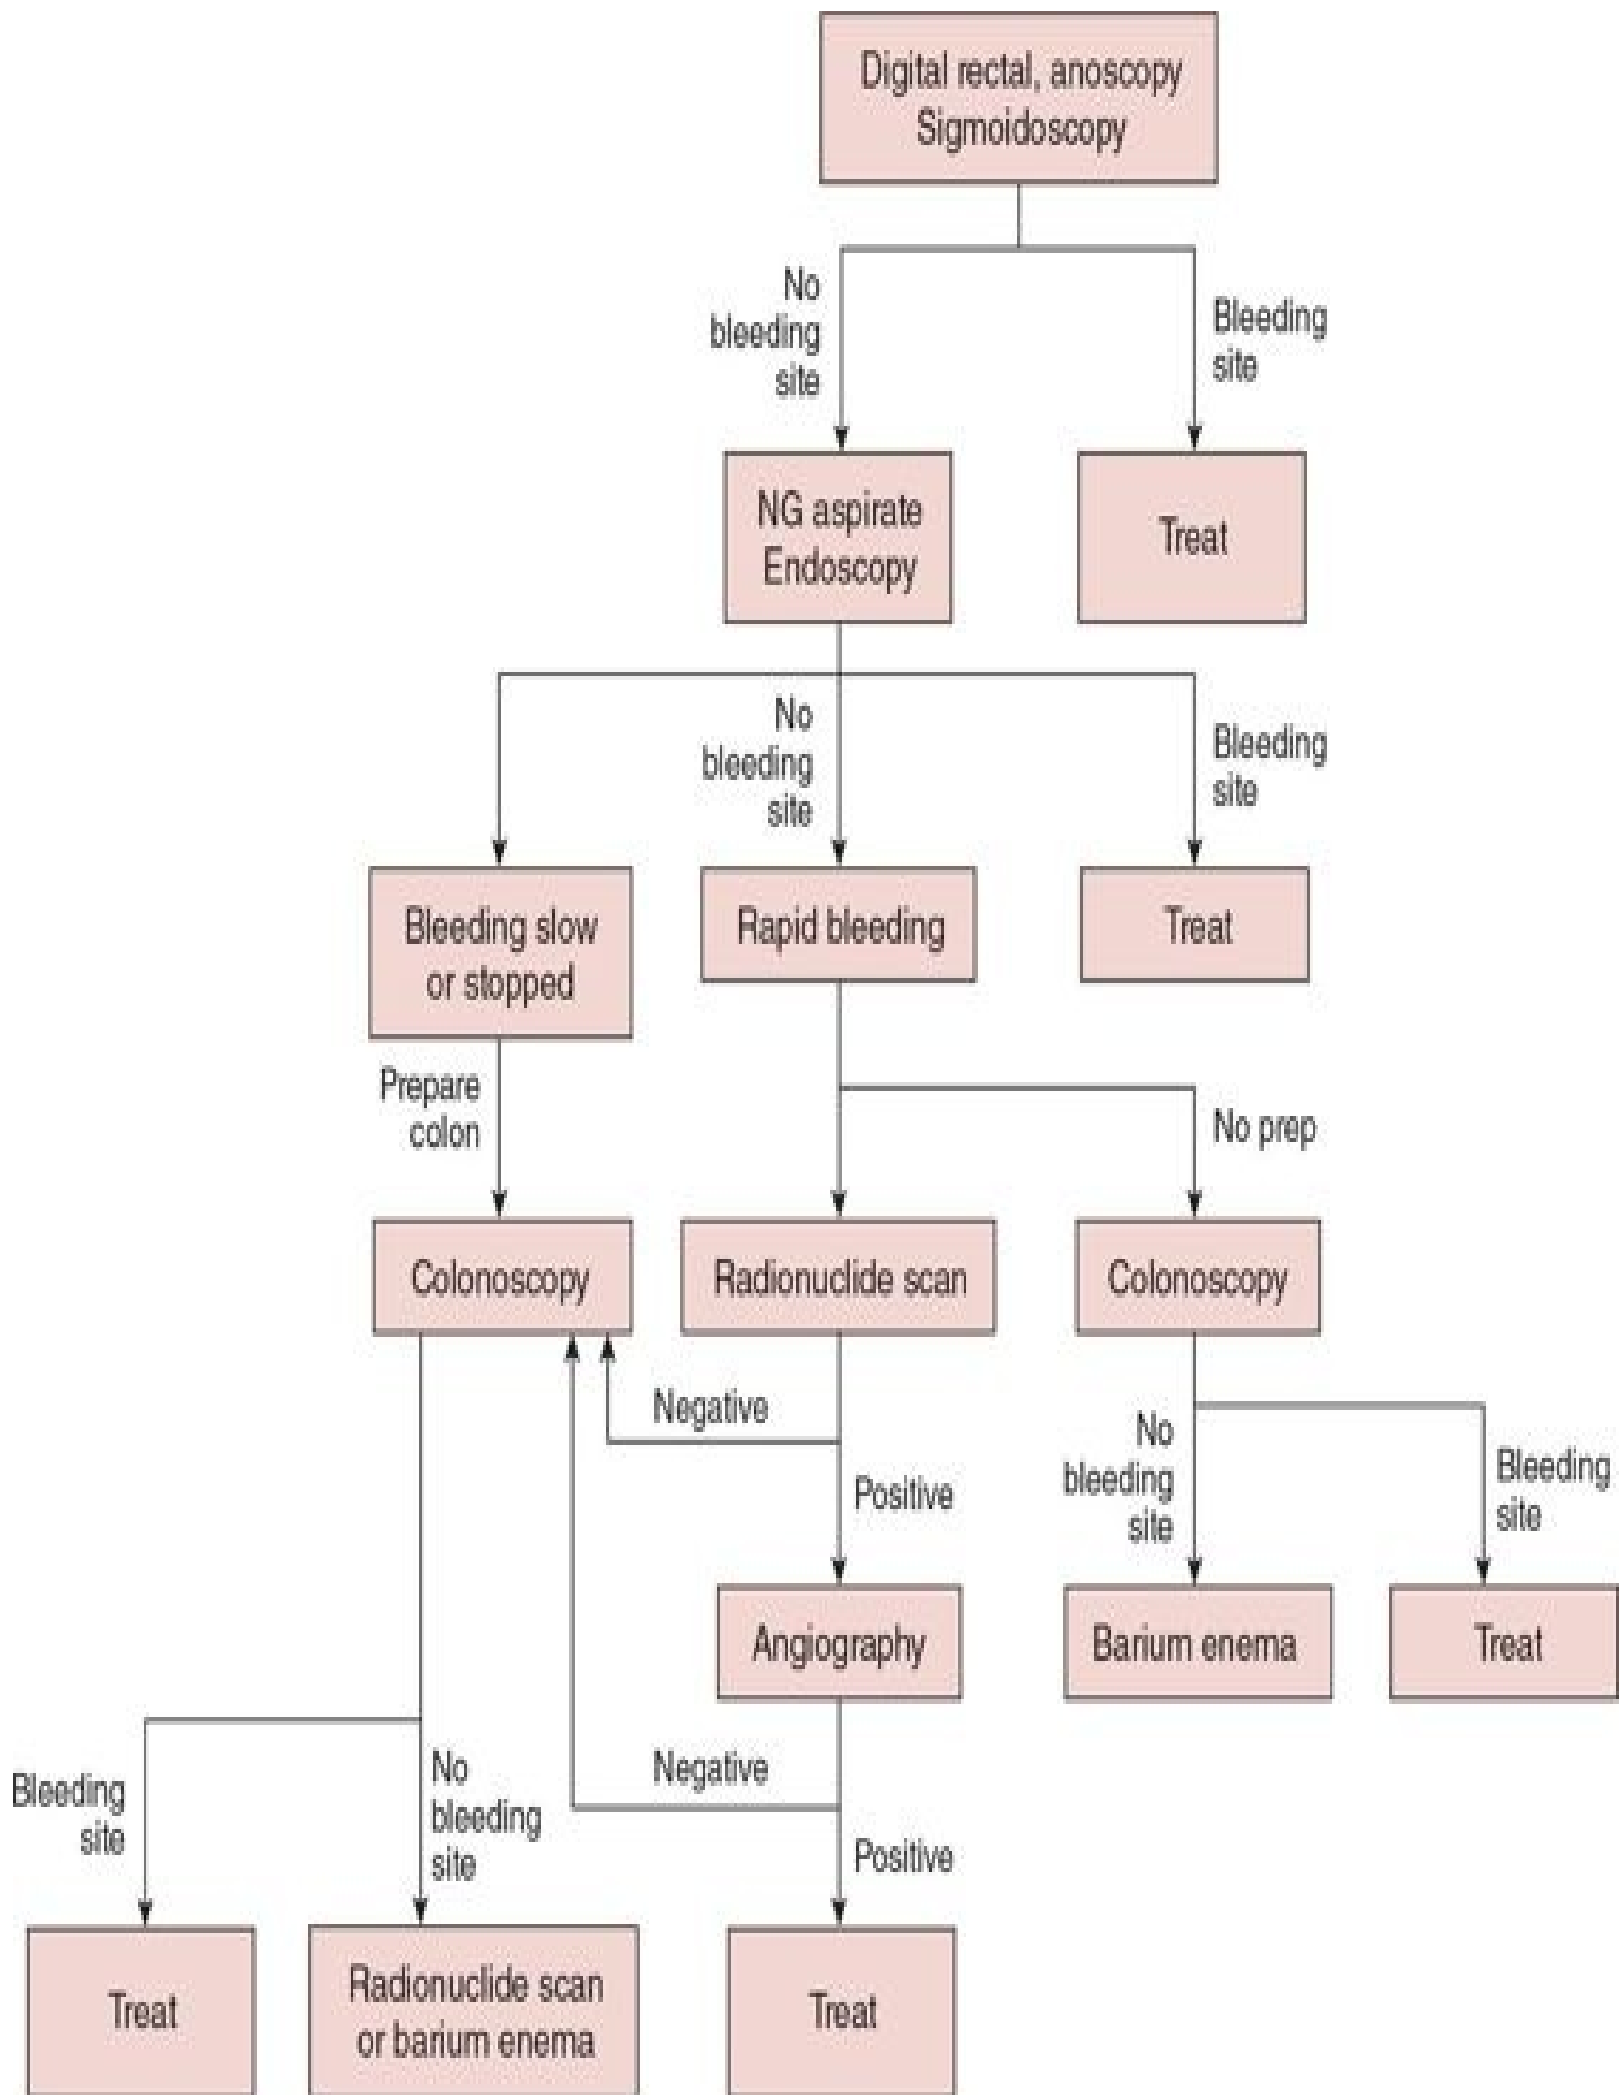 Digital rectal, anoscopy
Sigmoidoscopy
No
bleeding
site
Bleeding
site
NG aspirate
Endoscopy
Treat
No
bleeding
site
Bleeding
site
Bleeding slow
or stopped
Rapid bleeding
Treat
Prepare
colon
No prep
Colonoscopy
Radionuclide scan
Colonoscopy
Negative
Positive
No
bleeding
site
Bleeding
site
Angiography
Barium enema
Treat
Bleeding
site
No
bleeding
site
Negative
Positive
Treat
Radionuclide scan
or barium enema
Treat